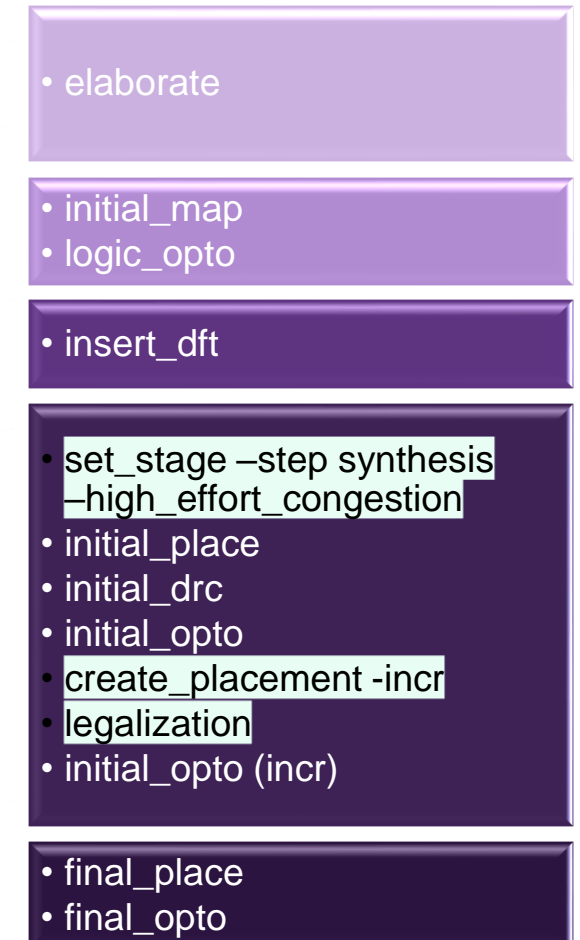 • elaborate
• initial_map
• logic_opto
• insert_dft
• set_stage –step synthesis
–high_effort_congestion
• initial_place
• initial_drc
• initial_opto
• create_placement -incr
• legalization
• initial_opto (incr)
• final_place
• final_opto